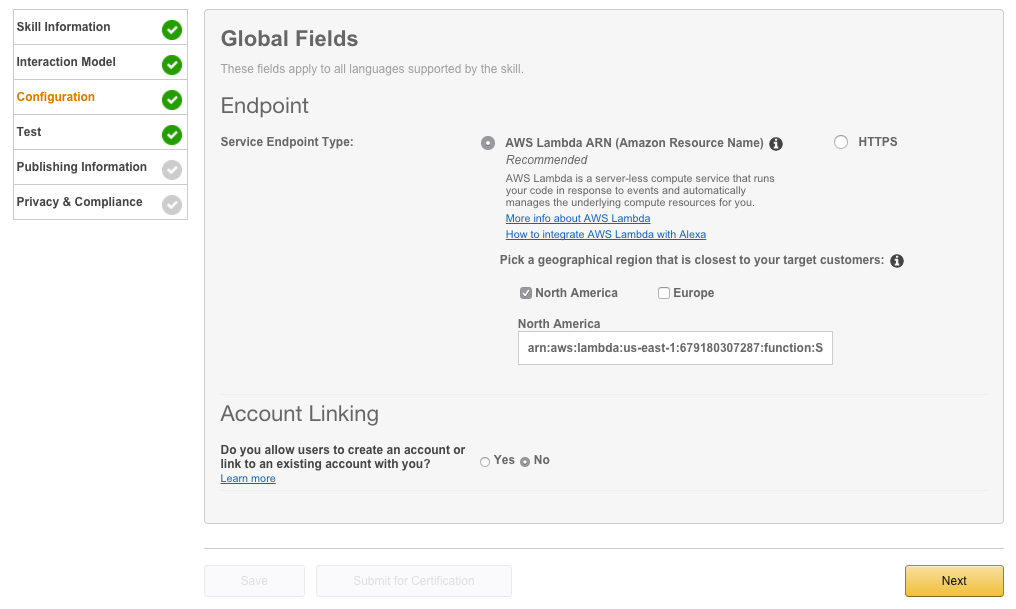 Skill Information
Interaction Model
Configuration
Test
Publishing Information
Privacy & Compliance
Global Fields
These fields apply to all languages supported by the skill.
Endpoint
Service Endpoint Type:
AWS Lambda ARN (Amazon Resource Name)
HTTPS
Recommended
AWS Lambda is a server-less compute service that runs
your code in response to events and automatically
manages the underlying compute resources for you.
More info about AWS Lambda
How to integrate AWS Lambda with Alexa
Pick a geographical region that is closest to your target customers:
North America
Europe
North America
arn:aws:lambda:us-east-1:679180307287:function:S
Account Linking
Do you allow users to create an account or
link to an existing account with you?
Yes No
Learn more
Save
Submit for Certification
Next